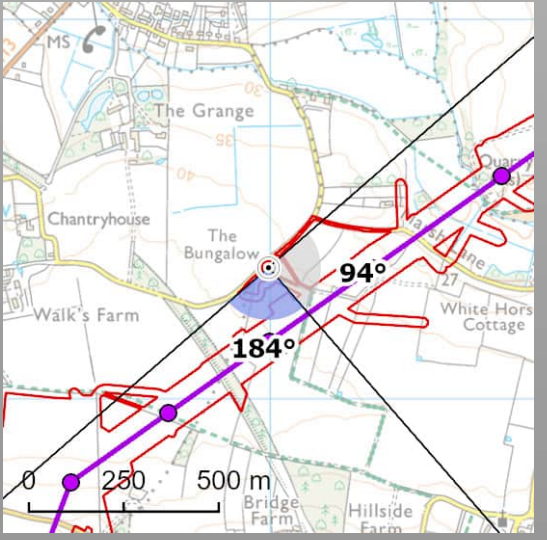 MS
The Grange
30
35
40
Chantryhouse
The
Bungalow
94°
27
Walk's Farm
White Hors
Cottage
184°
0 250 500 m
Bridge
Farm
Hillside
Farm